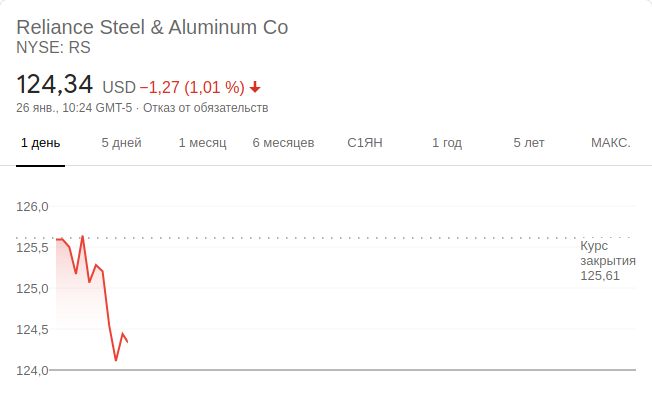 Reliance Steel & Aluminum Co
NYSE: RS
124,34 USD −1,27 (1,01 %)
26 янв., 10:24 GMT-5 · Отказ от обязательств
1 день 5 дней 1 месяц 6 месяцев С1ЯН 1 год 5 лет МАКС.
126,0
125,5
Курс
закрытия
125,61
125,0
124,5
124,0